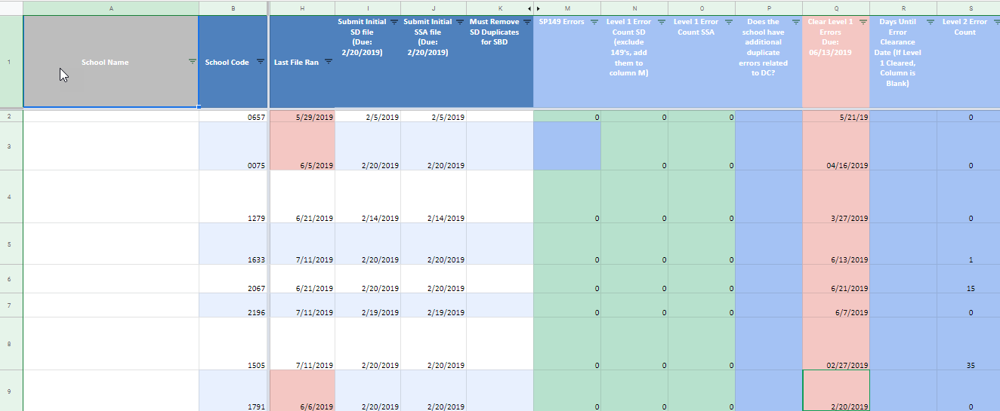 A B H I J K M N O P Q R S
1 School Name School Code Last File Ran
Submit Initial
SD file
(Due:
2/20/2019)
Submit Initial
SSA file
(Due:
2/20/2019)
Must Remove
SD Duplicates
for SBD
SP149 Errors
Level 1 Error
Count SD
(exclude
149's, add
them to
column M)
Level 1 Error
Count SSA
Does the
school have
additional
duplicate
errors related
to DC?
Clear Level 1
Errors
Due:
06/13/2019
Days Until
Error
Clearance
Date (If Level
1 Cleared,
Column is
Blank)
Level 2 Error
Count
2 0657 5/29/2019 2/5/2019 2/5/2019 0 0 0 5/21/19 0
3 0075 6/5/2019 2/20/2019 2/20/2019 0 0 04/16/2019 0
4 1279 6/21/2019 2/14/2019 2/14/2019 0 0 0 3/27/2019 0
5 1633 7/11/2019 2/20/2019 2/20/2019 0 0 0 6/13/2019 1
6 2067 6/21/2019 2/20/2019 2/20/2019 0 0 0 6/21/2019 15
7 2196 7/11/2019 2/19/2019 2/19/2019 0 0 0 6/7/2019 0
8 1505 7/11/2019 2/20/2019 2/20/2019 0 0 0 02/27/2019 35
9 1791 6/6/2019 2/20/2019 2/20/2019 0 0 0 2/20/2019 0